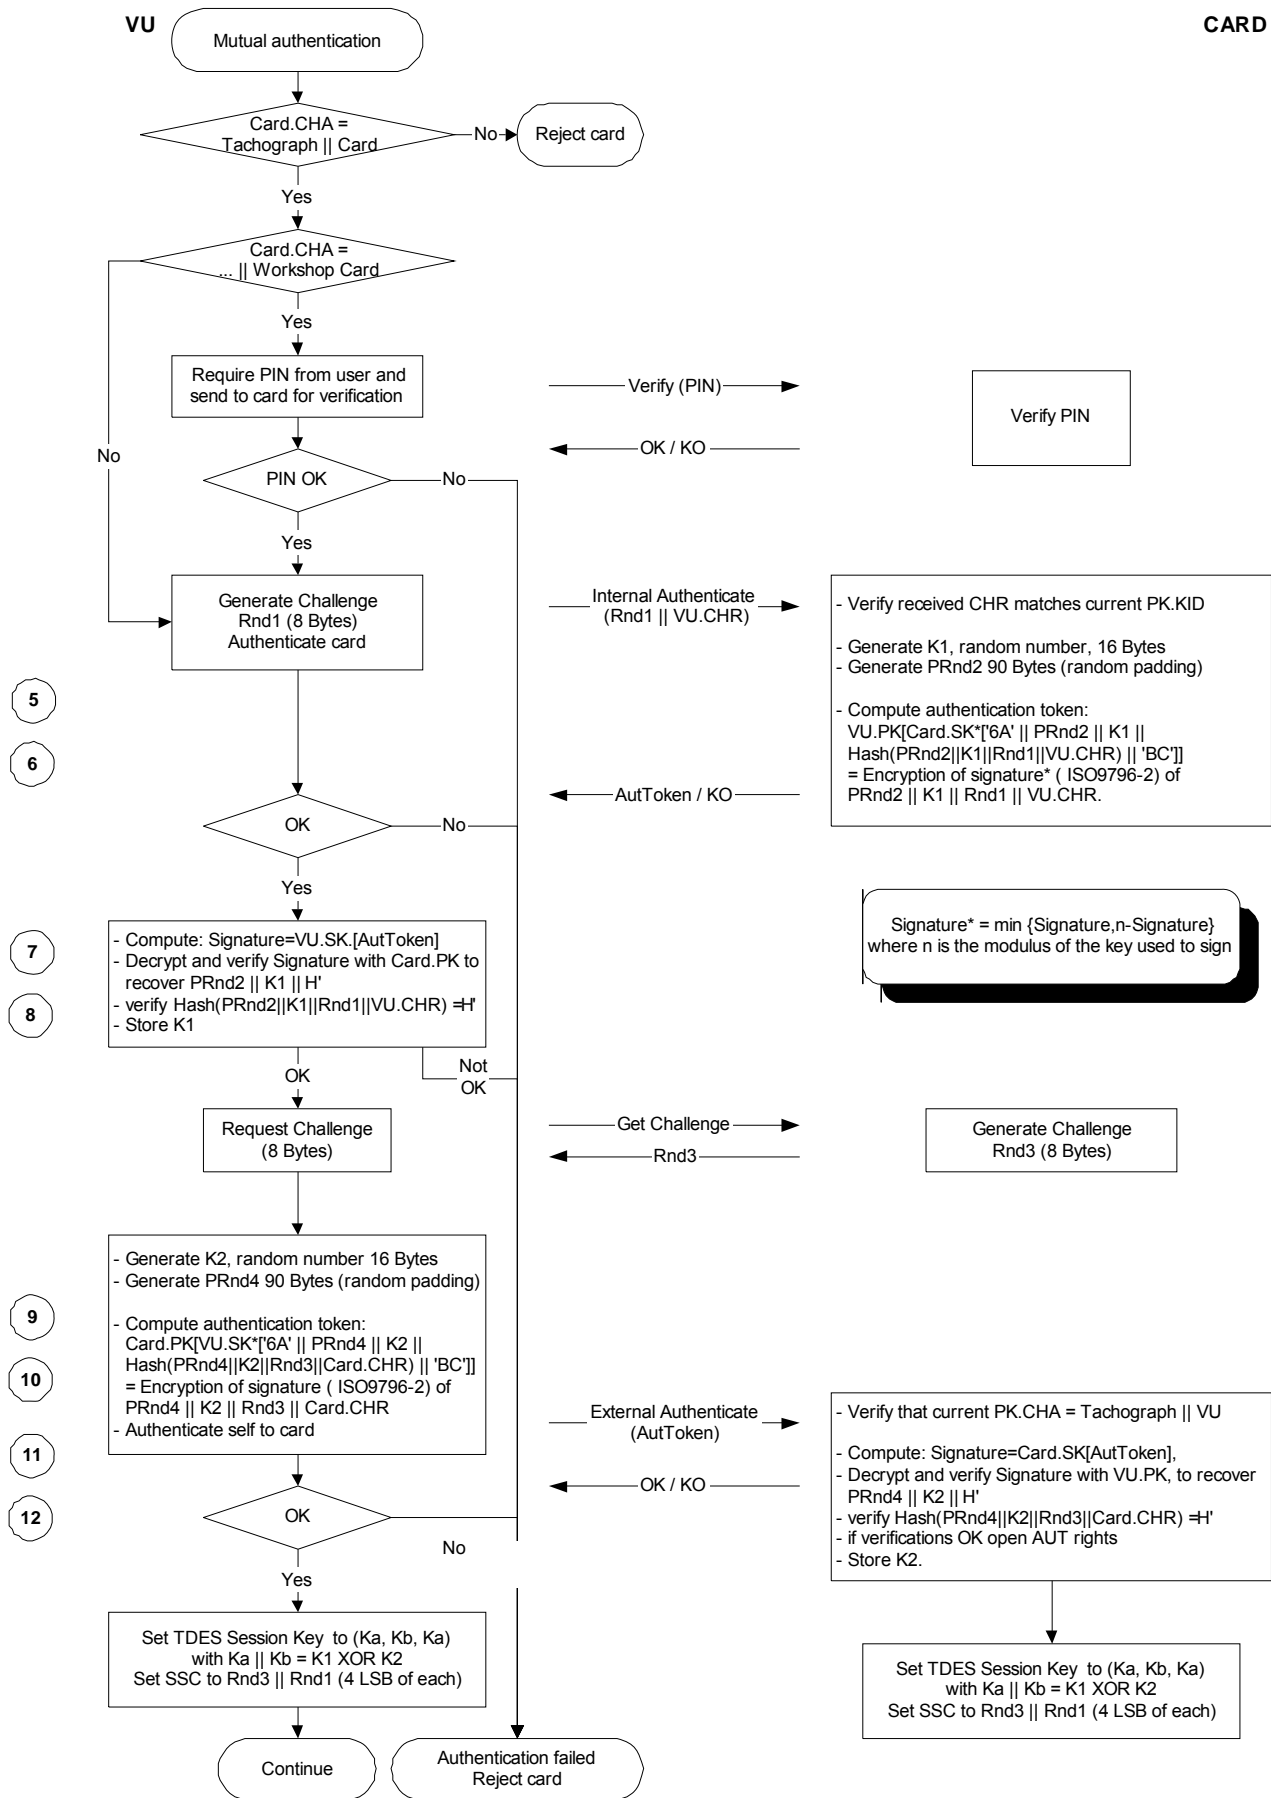 VU
CARD
Mutual authentication
Card.CHA =
Tachograph || Card
No
Reject card
Yes
Card.CHA =
... || Workshop Card
Yes
Require PIN from user and
send to card for verification
Verify (PIN)
Verify PIN
OK / KO
No
PIN OK
No
Yes
Generate Challenge
Rnd1 (8 Bytes)
Authenticate card
Internal Authenticate
(Rnd1 || VU.CHR)
- Verify received CHR matches current PK.KID
- Generate K1, random number, 16 Bytes
- Generate PRnd2 90 Bytes (random padding)
- Compute authentication token:
VU.PK[Card.SK*['6A' || PRnd2 || K1 ||
Hash(PRnd2||K1||Rnd1||VU.CHR) || 'BC']]
= Encryption of signature* ( ISO9796-2) of
PRnd2 || K1 || Rnd1 || VU.CHR.
5
6
AutToken / KO
OK
No
Yes
Signature* = min {Signature,n-Signature}
where n is the modulus of the key used to sign
7
8
- Compute: Signature=VU.SK.[AutToken]
- Decrypt and verify Signature with Card.PK to
recover PRnd2 || K1 || H'
- verify Hash(PRnd2||K1||Rnd1||VU.CHR) =H'
- Store K1
OK
Not
OK
Request Challenge
(8 Bytes)
Get Challenge
Rnd3
Generate Challenge
Rnd3 (8 Bytes)
- Generate K2, random number 16 Bytes
- Generate PRnd4 90 Bytes (random padding)
- Compute authentication token:
Card.PK[VU.SK*['6A' || PRnd4 || K2 ||
Hash(PRnd4||K2||Rnd3||Card.CHR) || 'BC']]
= Encryption of signature ( ISO9796-2) of
PRnd4 || K2 || Rnd3 || Card.CHR
- Authenticate self to card
9
10
11
12
External Authenticate
(AutToken)
OK / KO
- Verify that current PK.CHA = Tachograph || VU
- Compute: Signature=Card.SK[AutToken],
- Decrypt and verify Signature with VU.PK, to recover
PRnd4 || K2 || H'
- verify Hash(PRnd4||K2||Rnd3||Card.CHR) =H'
- if verifications OK open AUT rights
- Store K2.
OK
No
Yes
Set TDES Session Key to (Ka, Kb, Ka)
with Ka || Kb = K1 XOR K2
Set SSC to Rnd3 || Rnd1 (4 LSB of each)
Set TDES Session Key to (Ka, Kb, Ka)
with Ka || Kb = K1 XOR K2
Set SSC to Rnd3 || Rnd1 (4 LSB of each)
Continue
Authentication failed
Reject card